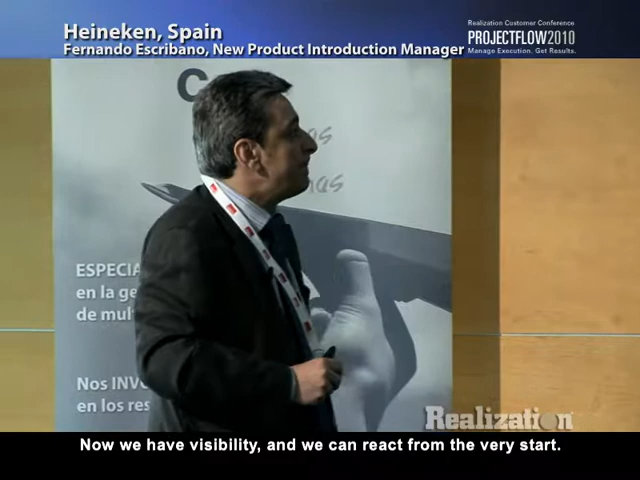 Heineken, Spain
Fernando Escribano, New Product Introduction Manager
Realization Customer Conference
PROJECTFLOW2010
Manage Execution. Get Results.
ESPECIA
en la ge
de mul
Nos INVO
en los res
Realization
Now we have visibility, and we can react from the very start.